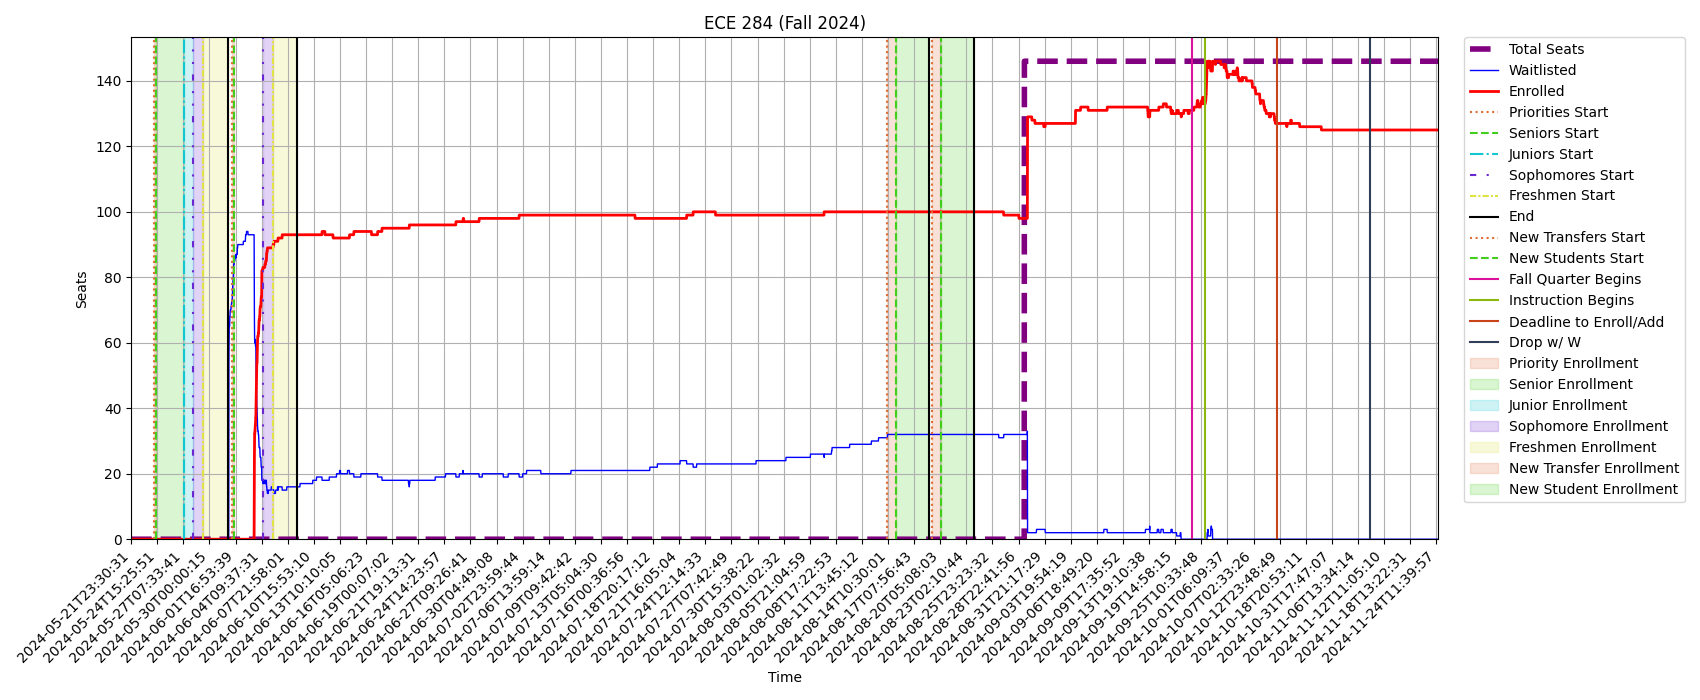 ECE 284 (Fall 2024)
Seats
140
120
100
80
60
40
20
0
2024-05-21T23:30:31
2024-05-24T15:25:51
2024-05-27T07:33:41
2024-05-30T00:00:15
2024-06-01T16:53:39
2024-06-04T09:37:31
2024-06-07T21:58:01
2024-06-10T15:53:10
2024-06-13T10:10:05
2024-06-16T05:06:23
2024-06-19T00:07:02
2024-06-21T19:13:31
2024-06-24T14:23:57
2024-06-27T09:26:41
2024-06-30T04:49:08
2024-07-02T23:59:44
2024-07-06T13:59:14
2024-07-09T09:42:42
2024-07-13T05:04:30
2024-07-16T00:36:56
2024-07-18T20:17:12
2024-07-21T16:05:04
2024-07-24T12:14:33
2024-07-27T07:42:49
2024-07-30T15:38:22
2024-08-03T01:02:32
2024-08-05T21:04:59
2024-08-08T17:22:53
2024-08-11T13:45:12
2024-08-14T10:30:01
2024-08-17T07:56:43
2024-08-20T05:08:03
2024-08-23T02:10:44
2024-08-25T23:23:32
2024-08-28T22:41:56
2024-08-31T21:17:29
2024-09-03T19:54:19
2024-09-06T18:49:20
2024-09-09T17:35:52
2024-09-13T19:10:38
2024-09-19T14:58:15
2024-09-25T10:33:48
2024-10-01T06:09:37
2024-10-07T02:33:26
2024-10-12T23:48:49
2024-10-18T20:53:11
2024-10-31T17:47:07
2024-11-06T13:34:14
2024-11-12T11:05:10
2024-11-18T13:22:31
2024-11-24T11:39:57
Time
Total Seats
Waitlisted
Enrolled
Priorities Start
Seniors Start
Juniors Start
Sophomores Start
Freshmen Start
End
New Transfers Start
New Students Start
Fall Quarter Begins
Instruction Begins
Deadline to Enroll/Add
Drop w/ W
Priority Enrollment
Senior Enrollment
Junior Enrollment
Sophomore Enrollment
Freshmen Enrollment
New Transfer Enrollment
New Student Enrollment